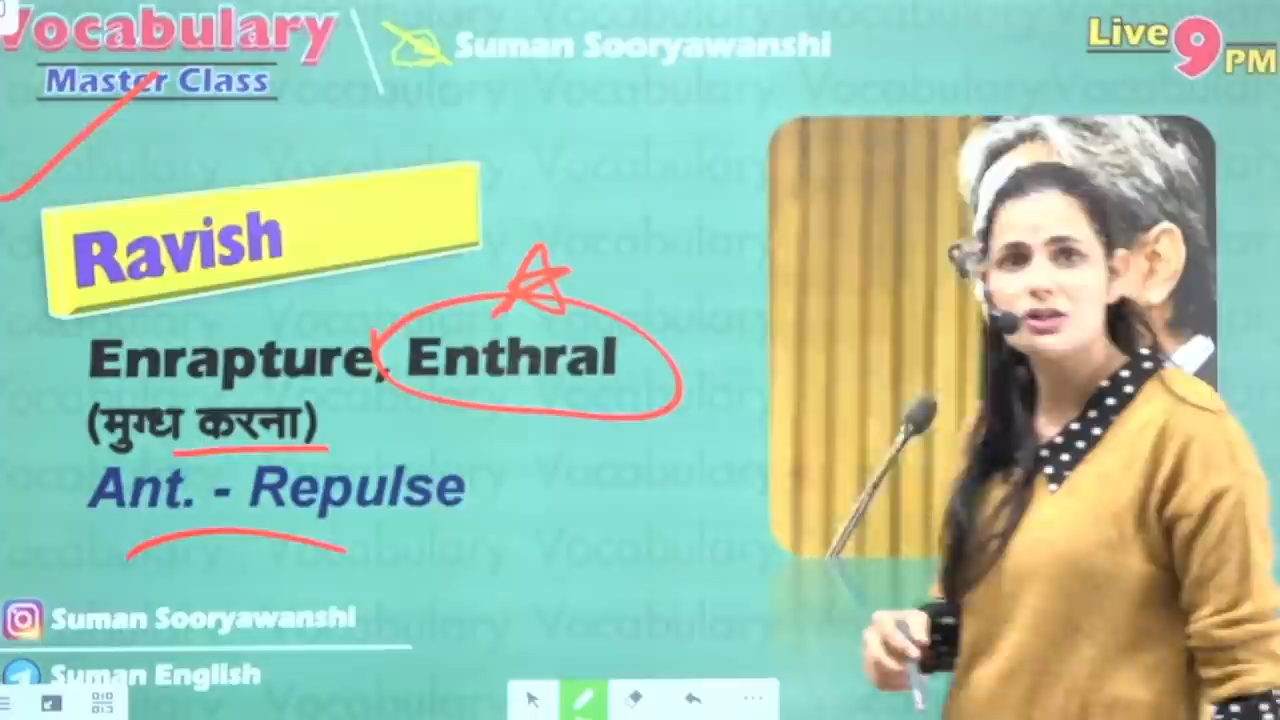 Vocabulary
Master Class
Suman Sooryawanshi
Live 9 PM
Ravish
Enrapture, Enthral
(मुग्ध करना)
Ant. - Repulse
Suman Sooryawanshi
Suman English